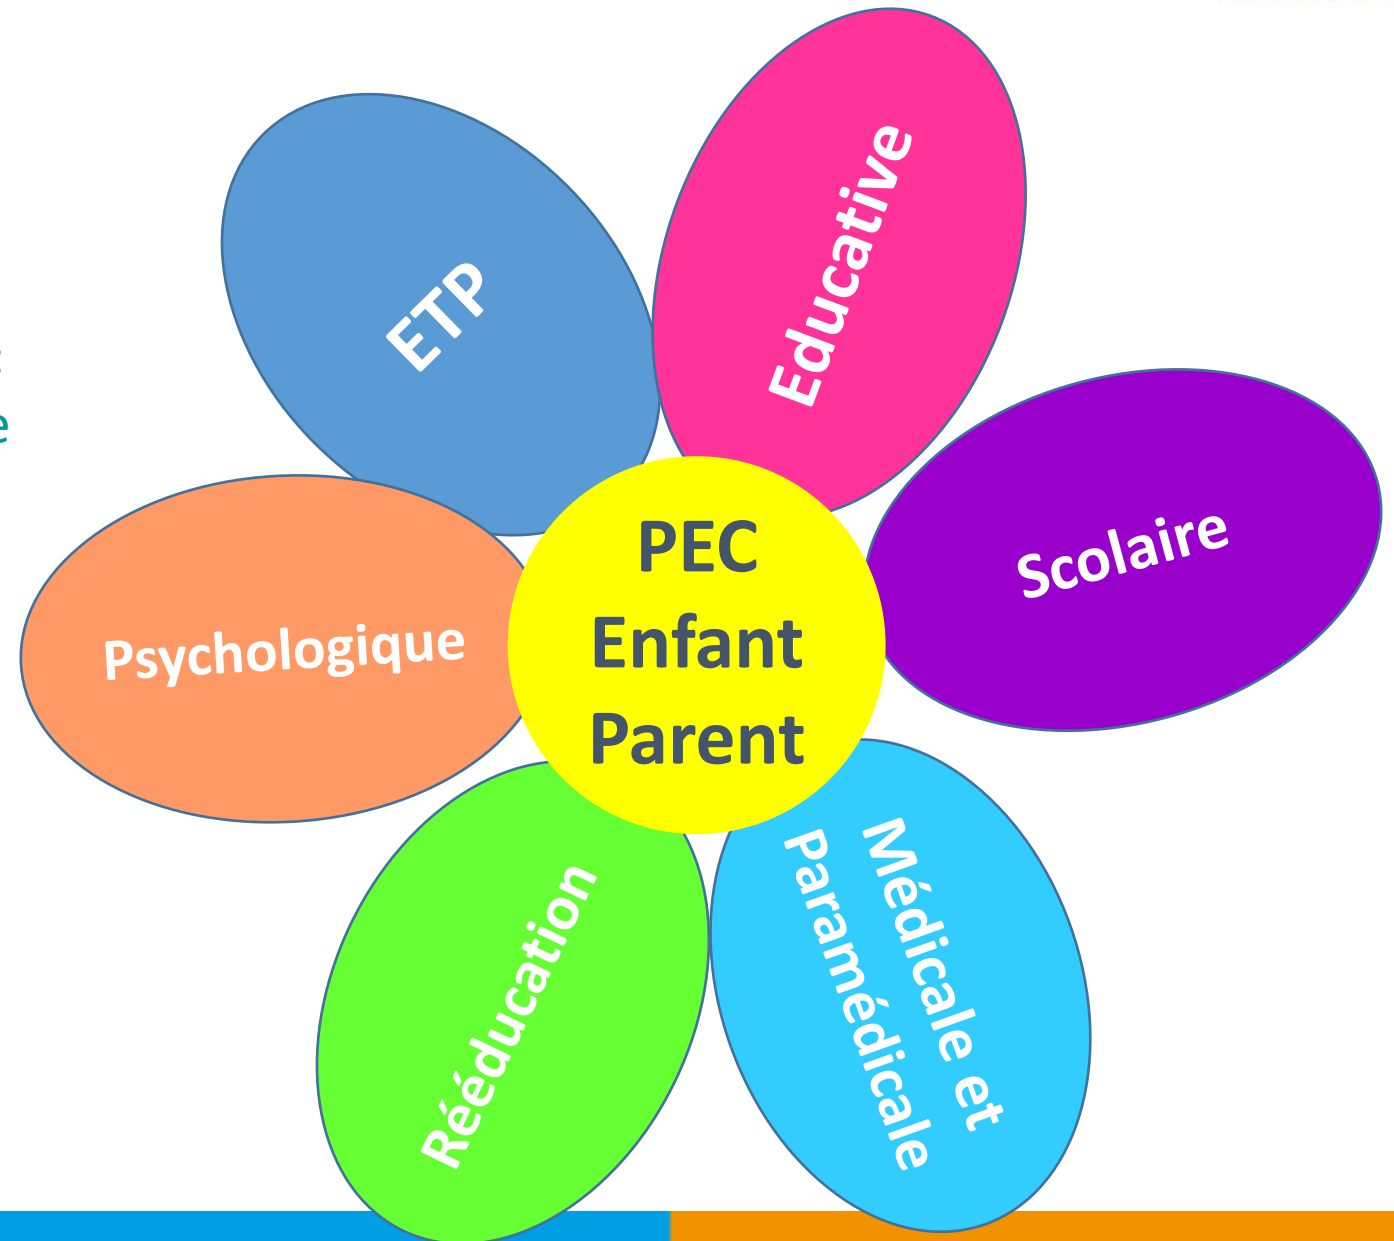 Educative
ETP
:
e
Scolaire
PEC
Enfant
Parent
Psychologique
Médicale et
Paramédicale
Rééducation